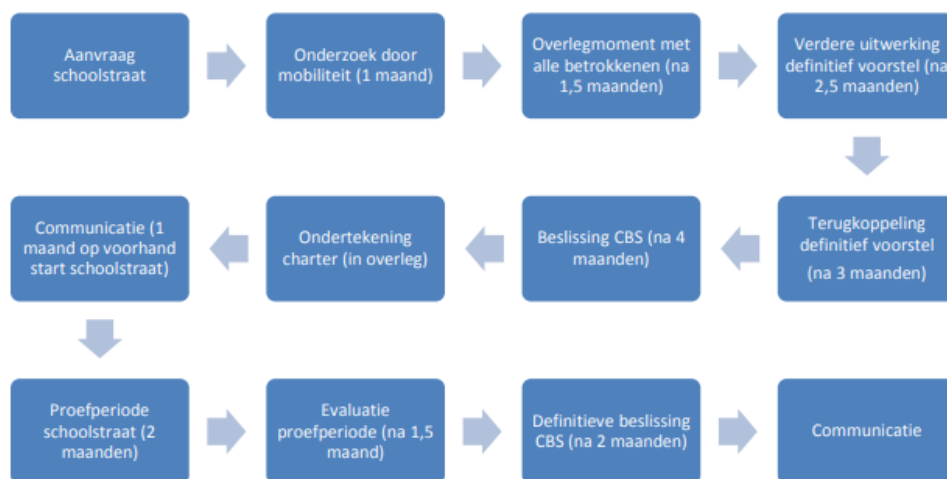 Aanvraag
schoolstraat
Onderzoek door
mobiliteit (1 maand)
Overlegmoment met
alle betrokkenen (na
1,5 maanden)
Verdere uitwerking
definitief voorstel (na
2,5 maanden)
Terugkoppeling
definitief voorstel
(na 3 maanden)
Beslissing CBS (na 4
maanden)
Ondertekening
charter (in overleg)
Communicatie (1
maand op voorhand
start schoolstraat)
Proefperiode
schoolstraat (2
maanden)
Evaluatie
proefperiode (na 1,5
maand)
Definitieve beslissing
CBS (na 2 maanden)
Communicatie